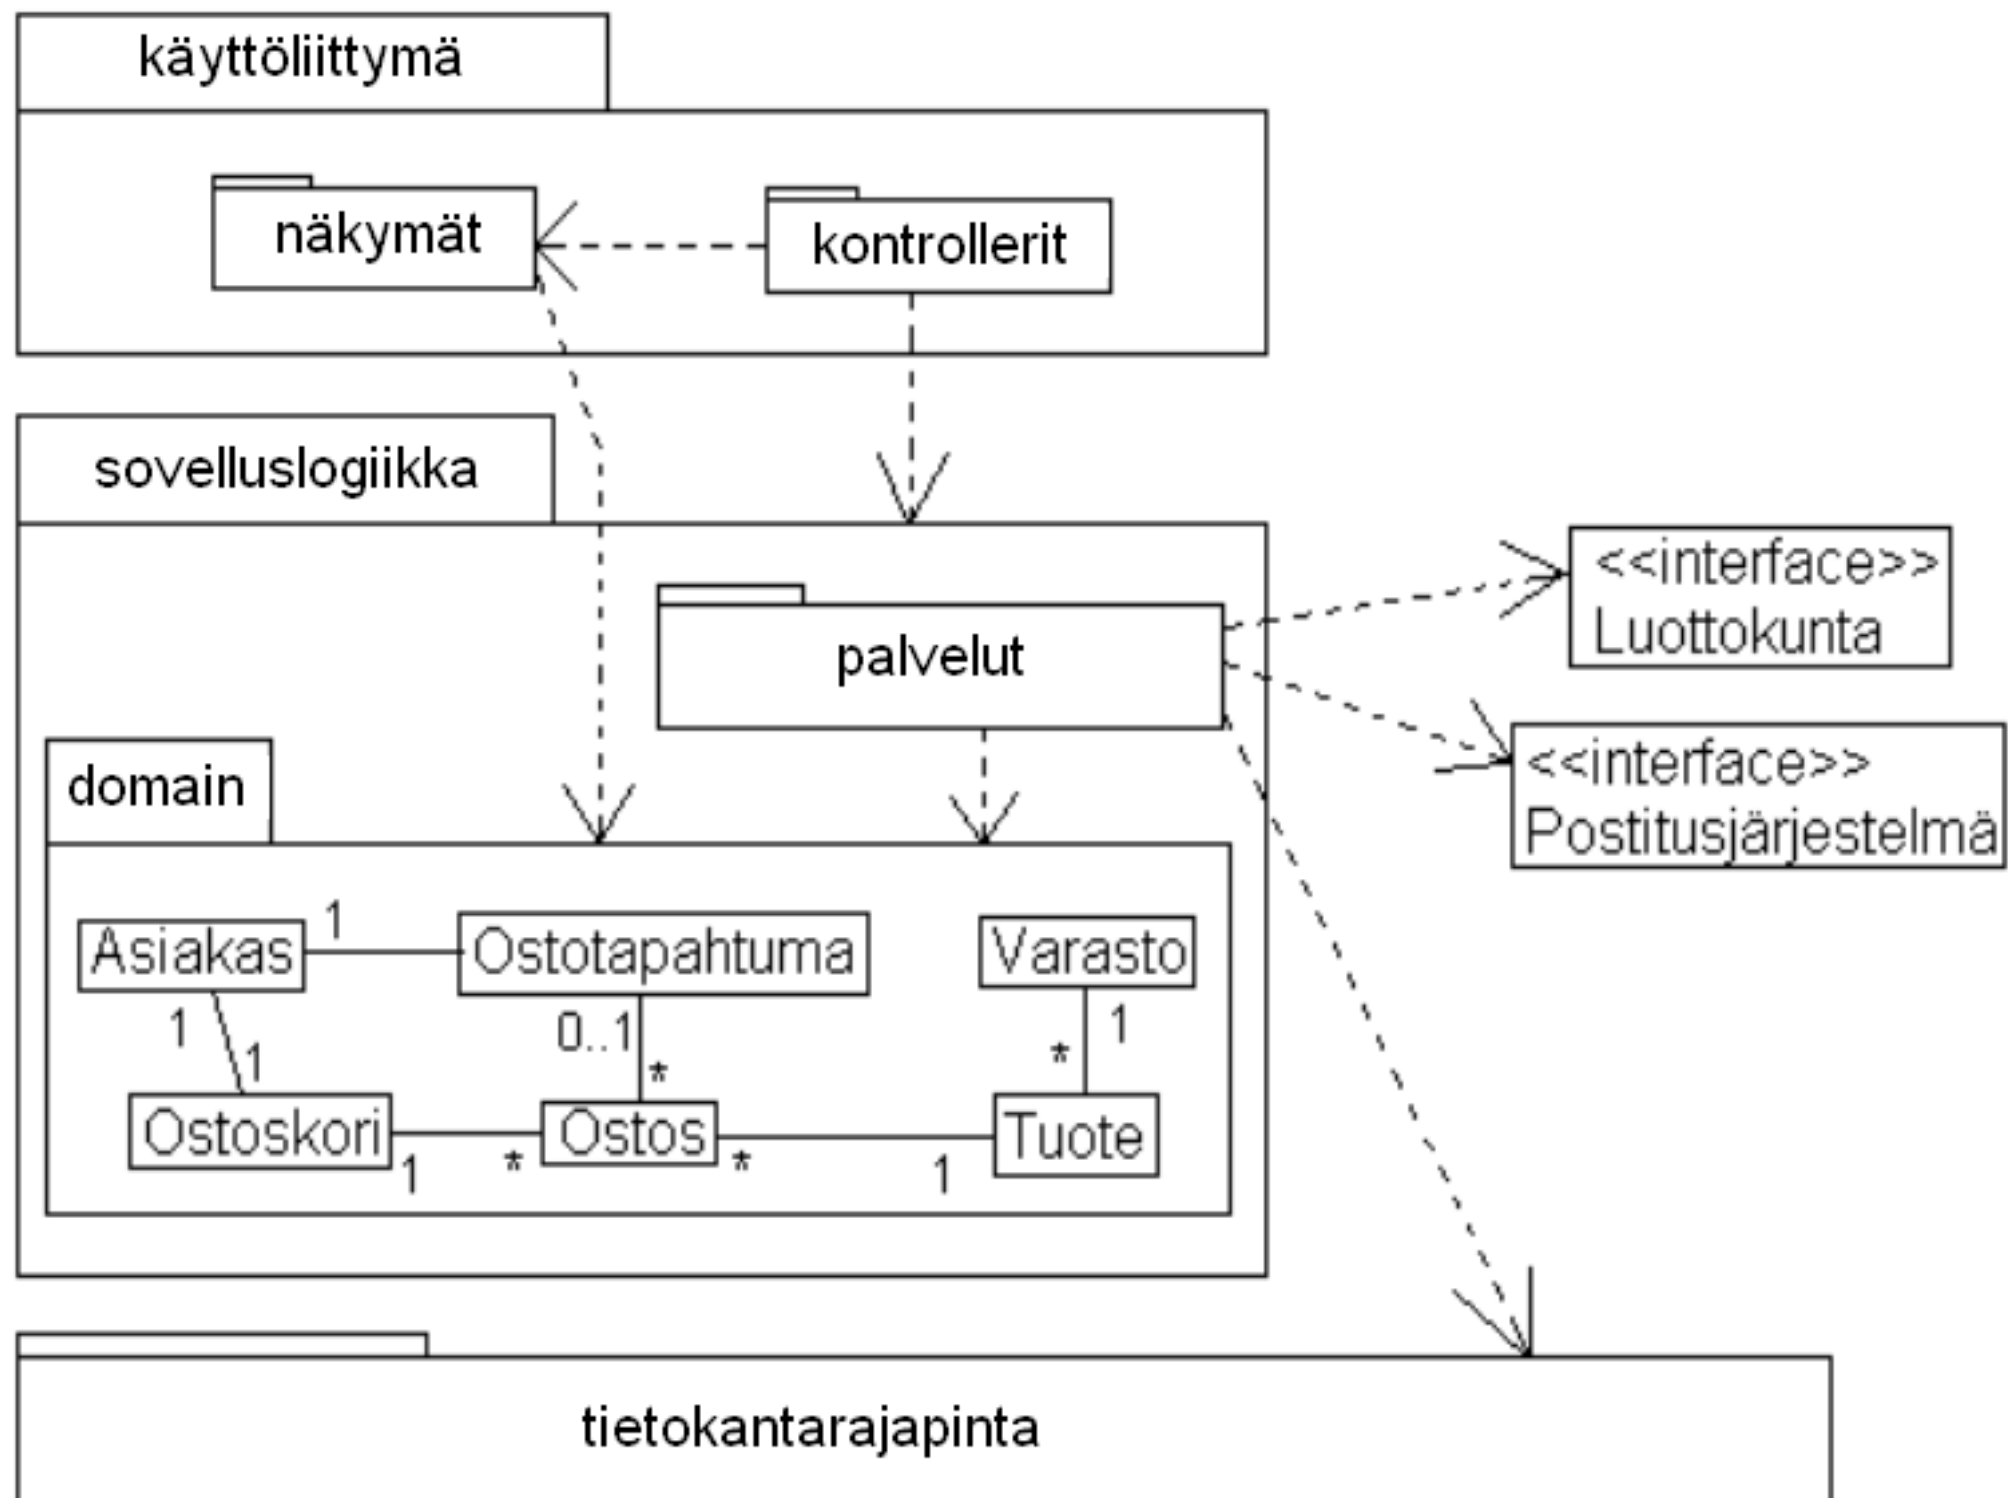 käyttöliittymä
näkymät
kontrollerit
sovelluslogiikka
<<interface>>
Luottokunta
palvelut
<<interface>>
Postitusjärjestelmä
domain
Asiakas
1
Ostotapahtuma
Varasto
1
1
0..1
*
*
1
Ostoskori
1
*
Ostos
*
1
Tuote
tietokantarajapinta